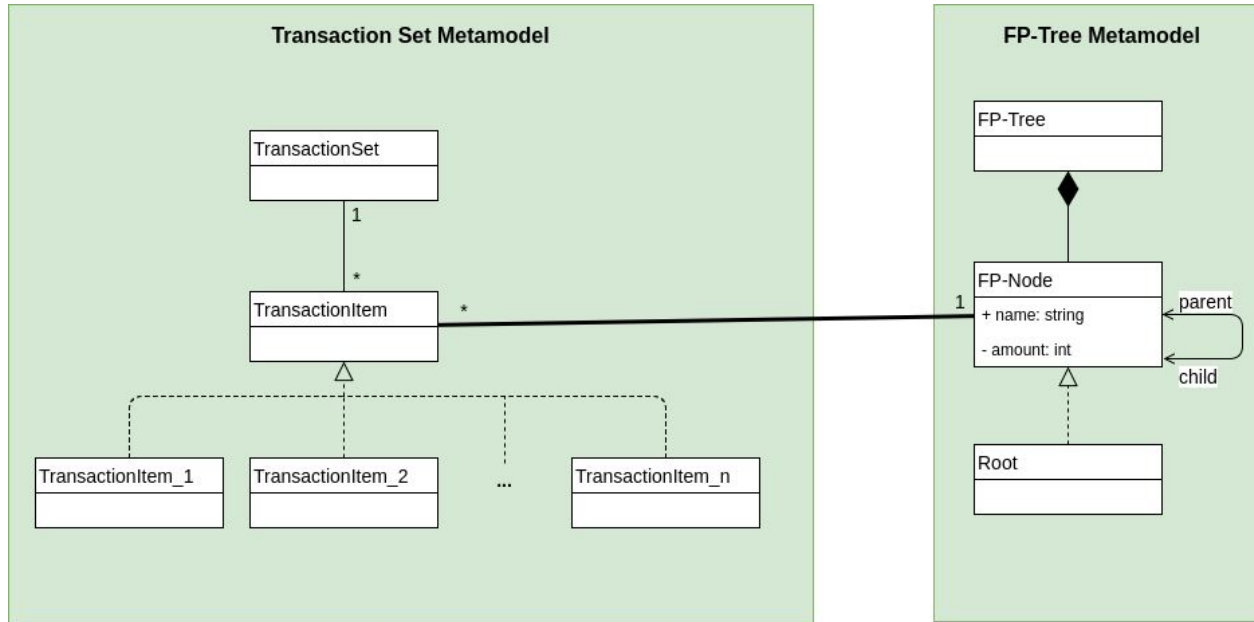 Transaction Set Metamodel
TransactionSet
1
*
TransactionItem
*
TransactionItem_1
TransactionItem_2
...
TransactionItem_n
FP-Tree Metamodel
FP-Tree
FP-Node
1
+ name: string
- amount: int
parent
child
Root